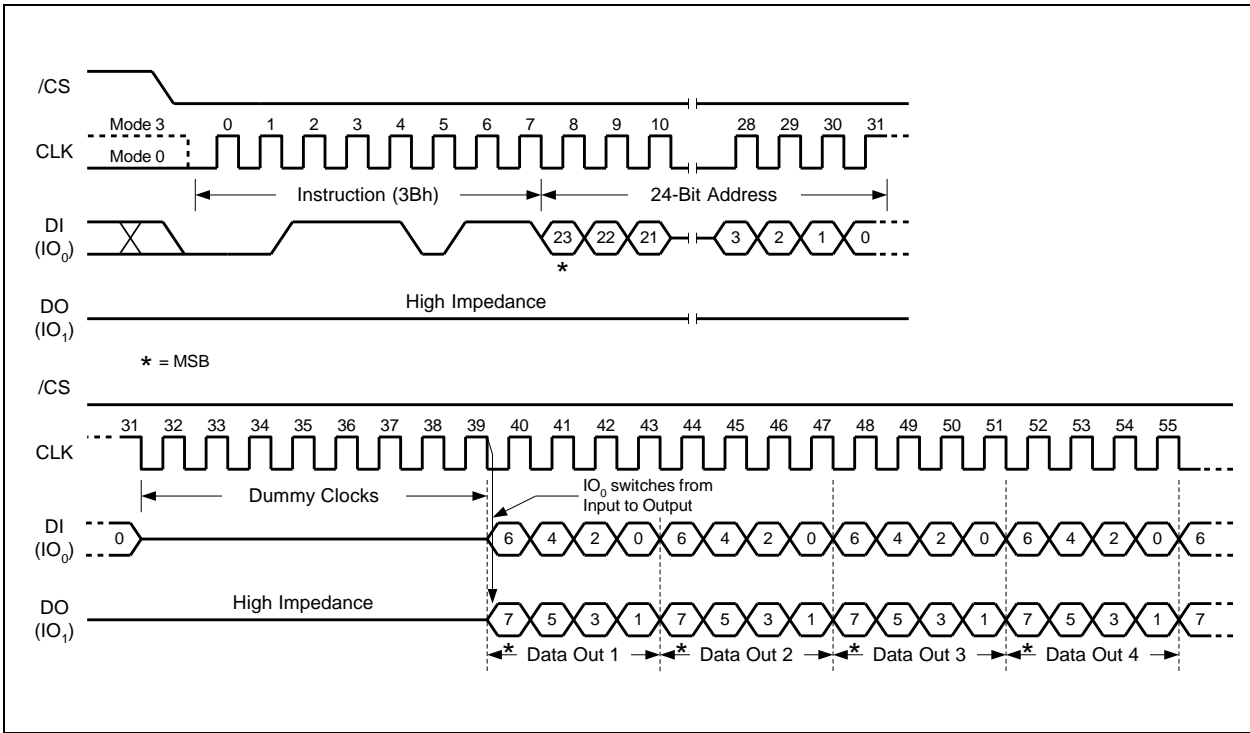 /CS
Mode 3 0 1 2 3 4 5 6 7 8 9 10 28 29 30 31
CLK Mode 0
Instruction (3Bh) 24-Bit Address
DI
(IO0) 23 22 21 3 2 1 0
*
High Impedance
DO
(IO1)
* = MSB
/CS
31 32 33 34 35 36 37 38 39 40 41 42 43 44 45 46 47 48 49 50 51 52 53 54 55
CLK
Dummy Clocks
IO0 switches from
Input to Output
DI
(IO0) 0 6 4 2 0 6 4 2 0 6 4 2 0 6 4 2 0 6
High Impedance
DO
(IO1) 7 5 3 1 7 5 3 1 7 5 3 1 7 5 3 1 7
* Data Out 1 * Data Out 2 * Data Out 3 * Data Out 4